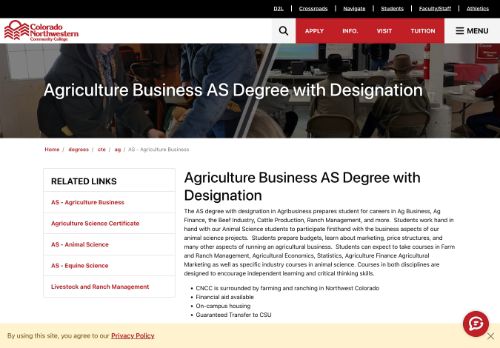 D2L | Crossroads | Navigate | Students | Faculty/Staff | Athletics
Colorado
Northwestern
Community College
APPLY INFO. VISIT TUITION MENU
Agriculture Business AS Degree with Designation
Home / degrees / cte / ag / AS - Agriculture Business
RELATED LINKS
AS - Agriculture Business
Agriculture Science Certificate
AS - Animal Science
AS - Equine Science
Livestock and Ranch Management
Agriculture Business AS Degree with
Designation
The AS degree with designation in Agribusiness prepares student for careers in Ag Business, Ag
Finance, the Beef Industry, Cattle Production, Ranch Management, and more. Students work hand in
hand with our Animal Science students to participate firsthand with the business aspects of our
animal science projects. Students prepare budgets, learn about marketing, price structures, and
many other aspects of running an agricultural business. Students can expect to take courses in Farm
and Ranch Management, Agricultural Economics, Statistics, Agriculture Finance Agricultural
Marketing as well as specific industry courses in animal science. Courses in both disciplines are
designed to encourage independent learning and critical thinking skills.
• CNCC is surrounded by farming and ranching in Northwest Colorado
• Financial aid available
• On-campus housing
• Guaranteed Transfer to CSU
By using this site, you agree to our Privacy Policy